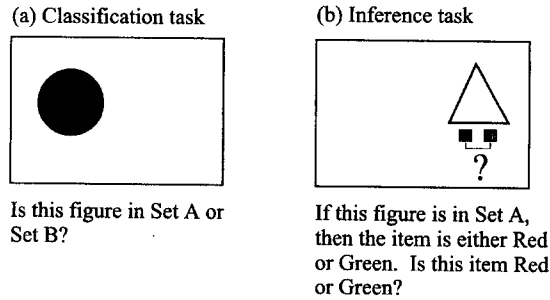 (a) Classification task
Is this figure in Set A or
Set B?
(b) Inference task
?
If this figure is in Set A,
then the item is either Red
or Green. Is this item Red
or Green?